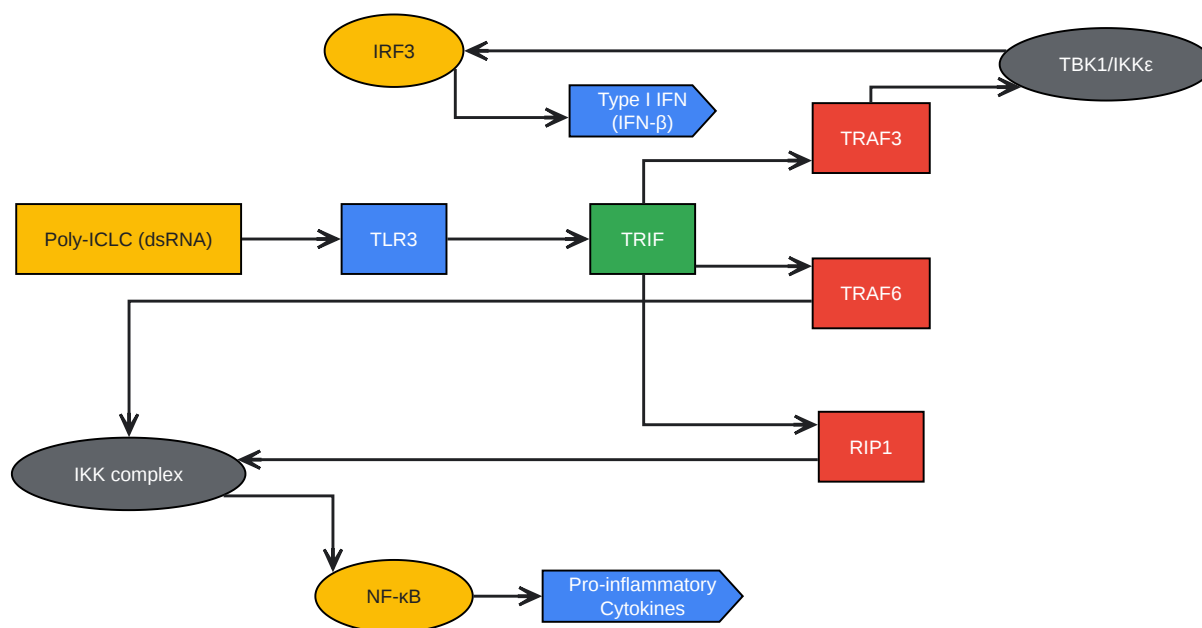 IRF3
TBK1/IKKε
Type I IFN
(IFN-β)
TRAF3
Poly-ICLC (dsRNA)
TLR3
TRIF
TRAF6
RIP1
IKK complex
NF-κB
Pro-inflammatory
Cytokines